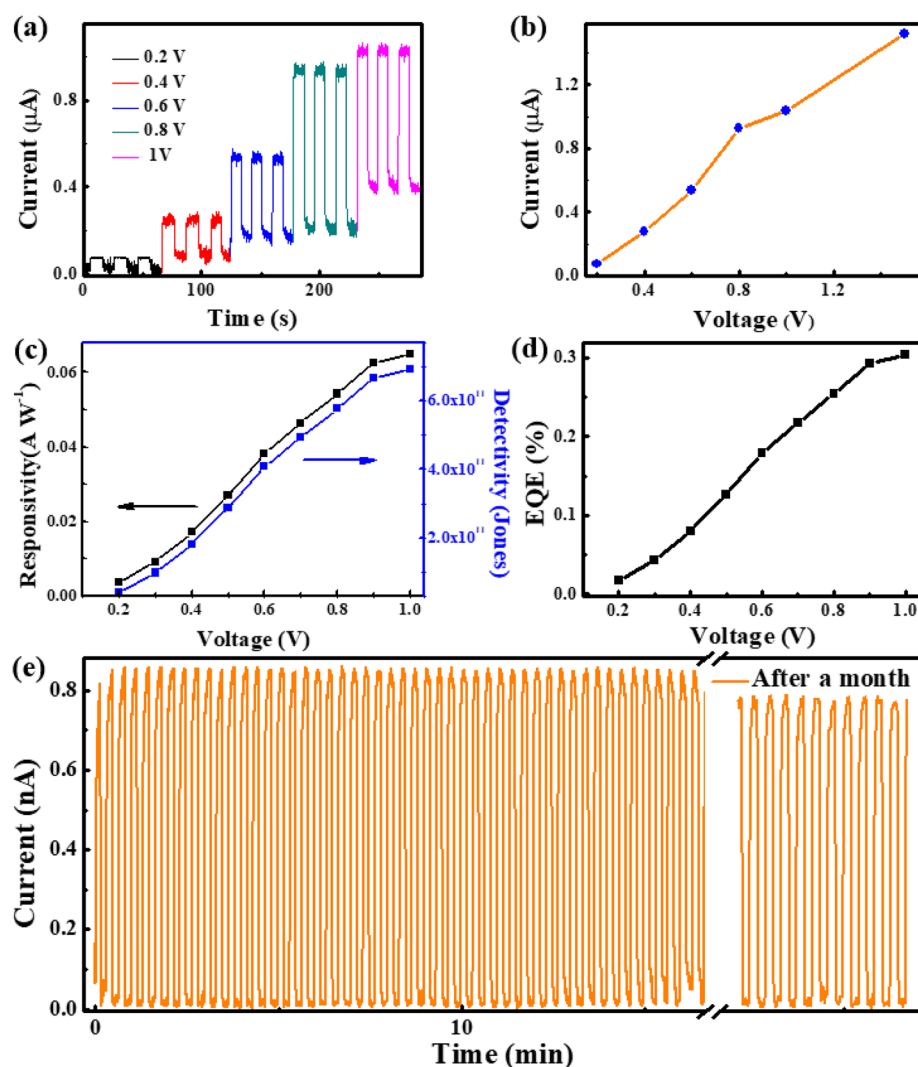 (a)
Current (μA)
0.8
0.4
0.0
0.2 V
0.4 V
0.6 V
0.8 V
1V
0
100
200
Time (s)
(b)
Current (μA)
1.2
0.8
0.4
0.0
0.4
0.8
1.2
Voltage (V)
(c)
Responsivity(A W⁻¹)
0.06
0.04
0.02
0.00
6.0x10¹¹
4.0x10¹¹
2.0x10¹¹
Detectivity (Jones)
0.2
0.4
0.6
0.8
1.0
Voltage (V)
(d)
EQE (%)
0.3
0.2
0.1
0.0
0.2
0.4
0.6
0.8
1.0
Voltage (V)
(e)
Current (nA)
0.8
0.6
0.4
0.2
0.0
After a month
0
10
Time (min)